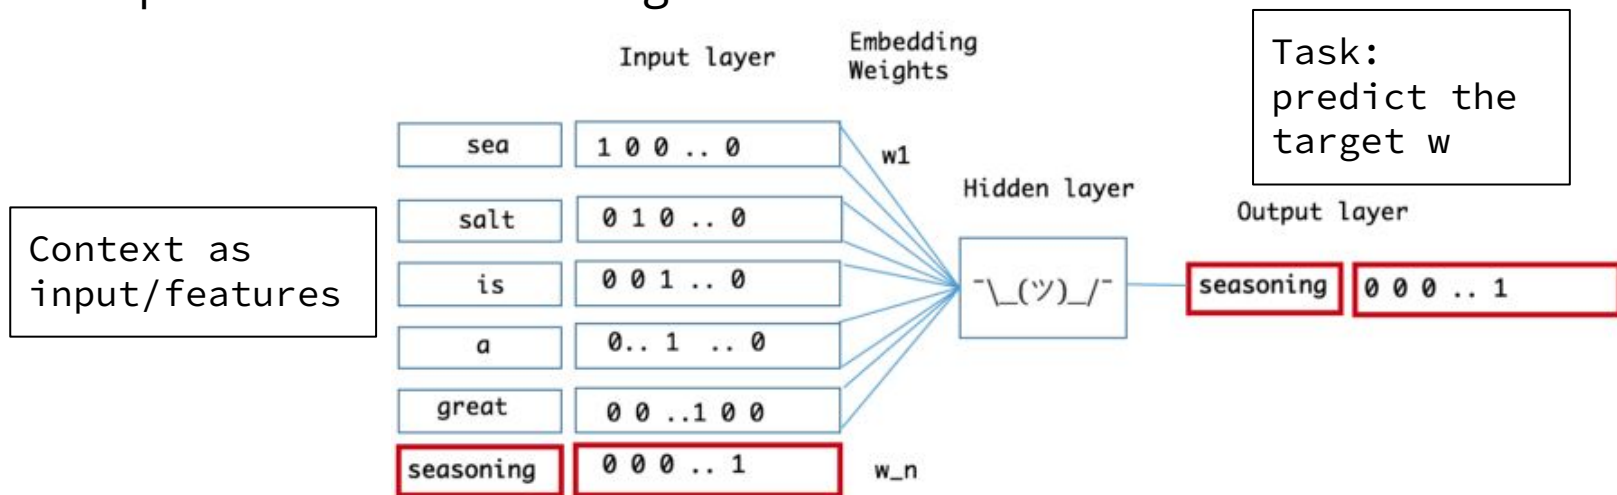 Input layer
Embedding
Weights
Task:
predict the
target w
sea
1 0 0 .. 0
w1
Hidden layer
salt
0 1 0 .. 0
Output layer
Context as
input/features
is
0 0 1 .. 0
¯\_(ツ)_/¯
seasoning
0 0 0 .. 1
a
0.. 1 .. 0
great
0 0 ..1 0 0
seasoning
0 0 0 .. 1
w_n